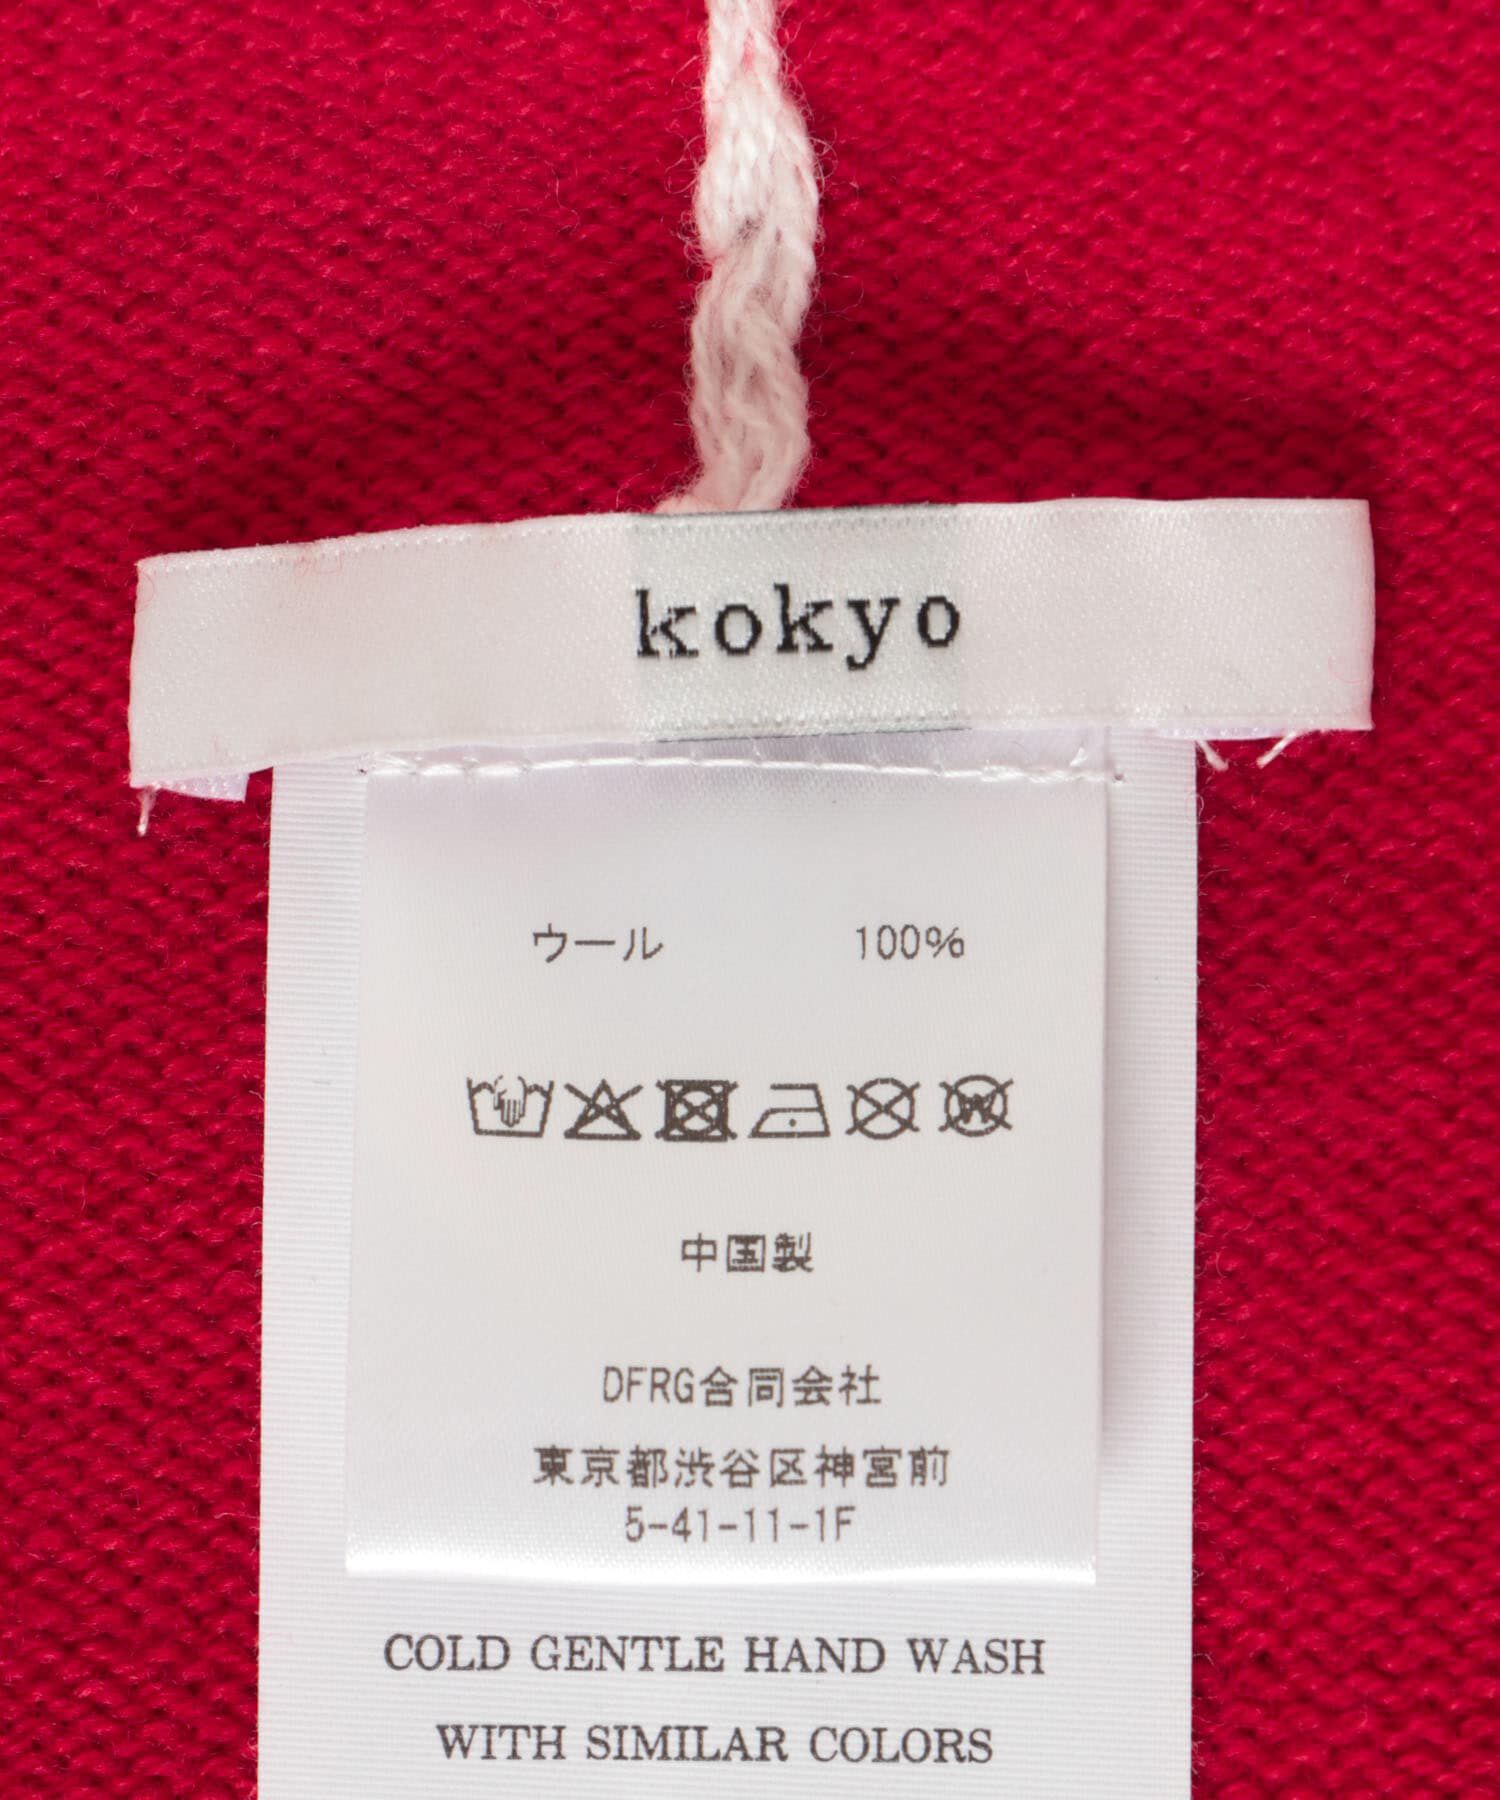 kokyo
ウール 100%
中国製
DFRG合同会社
東京都渋谷区神宮前
5-41-11-1F
COLD GENTLE HAND WASH
WITH SIMILAR COLORS